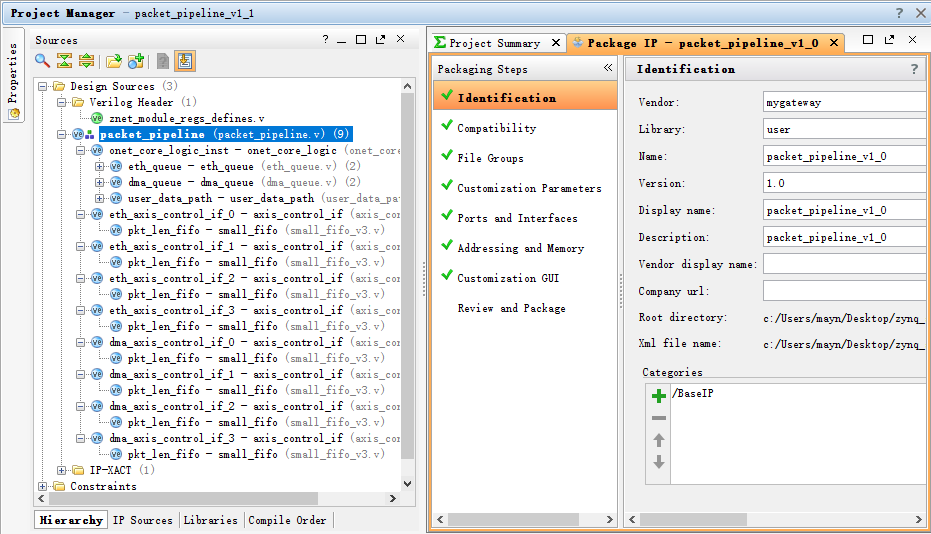 Project Manager - packet_pipeline_v1_1
Properties
Sources
Design Sources (3)
Verilog Header (1)
znet_module_regs_defines.v
packet_pipeline (packet_pipeline.v) (9)
onet_core_logic_inst - onet_core_logic (onet_core
eth_queue - eth_queue (eth_queue.v) (2)
dma_queue - dma_queue (dma_queue.v) (2)
user_data_path - user_data_path (user_data_pa
eth_axis_control_if_0 - axis_control_if (axis_con
pkt_len_fifo - small_fifo (small_fifo_v3.v)
eth_axis_control_if_1 - axis_control_if (axis_con
pkt_len_fifo - small_fifo (small_fifo_v3.v)
eth_axis_control_if_2 - axis_control_if (axis_con
pkt_len_fifo - small_fifo (small_fifo_v3.v)
eth_axis_control_if_3 - axis_control_if (axis_con
pkt_len_fifo - small_fifo (small_fifo_v3.v)
dma_axis_control_if_0 - axis_control_if (axis_con
pkt_len_fifo - small_fifo (small_fifo_v3.v)
dma_axis_control_if_1 - axis_control_if (axis_con
pkt_len_fifo - small_fifo (small_fifo_v3.v)
dma_axis_control_if_2 - axis_control_if (axis_con
pkt_len_fifo - small_fifo (small_fifo_v3.v)
dma_axis_control_if_3 - axis_control_if (axis_con
pkt_len_fifo - small_fifo (small_fifo_v3.v)
IP-XACT (1)
Constraints
Hierarchy IP Sources Libraries Compile Order
Project Summary Package IP - packet_pipeline_v1_0
Packaging Steps
Identification
Compatibility
File Groups
Customization Parameters
Ports and Interfaces
Addressing and Memory
Customization GUI
Review and Package
Identification
Vendor: mygateway
Library: user
Name: packet_pipeline_v1_0
Version: 1.0
Display name: packet_pipeline_v1_0
Description: packet_pipeline_v1_0
Vendor display name:
Company url:
Root directory: c:/Users/mayn/Desktop/zynq_
Xml file name: c:/Users/mayn/Desktop/zynq_
Categories
/BaseIP